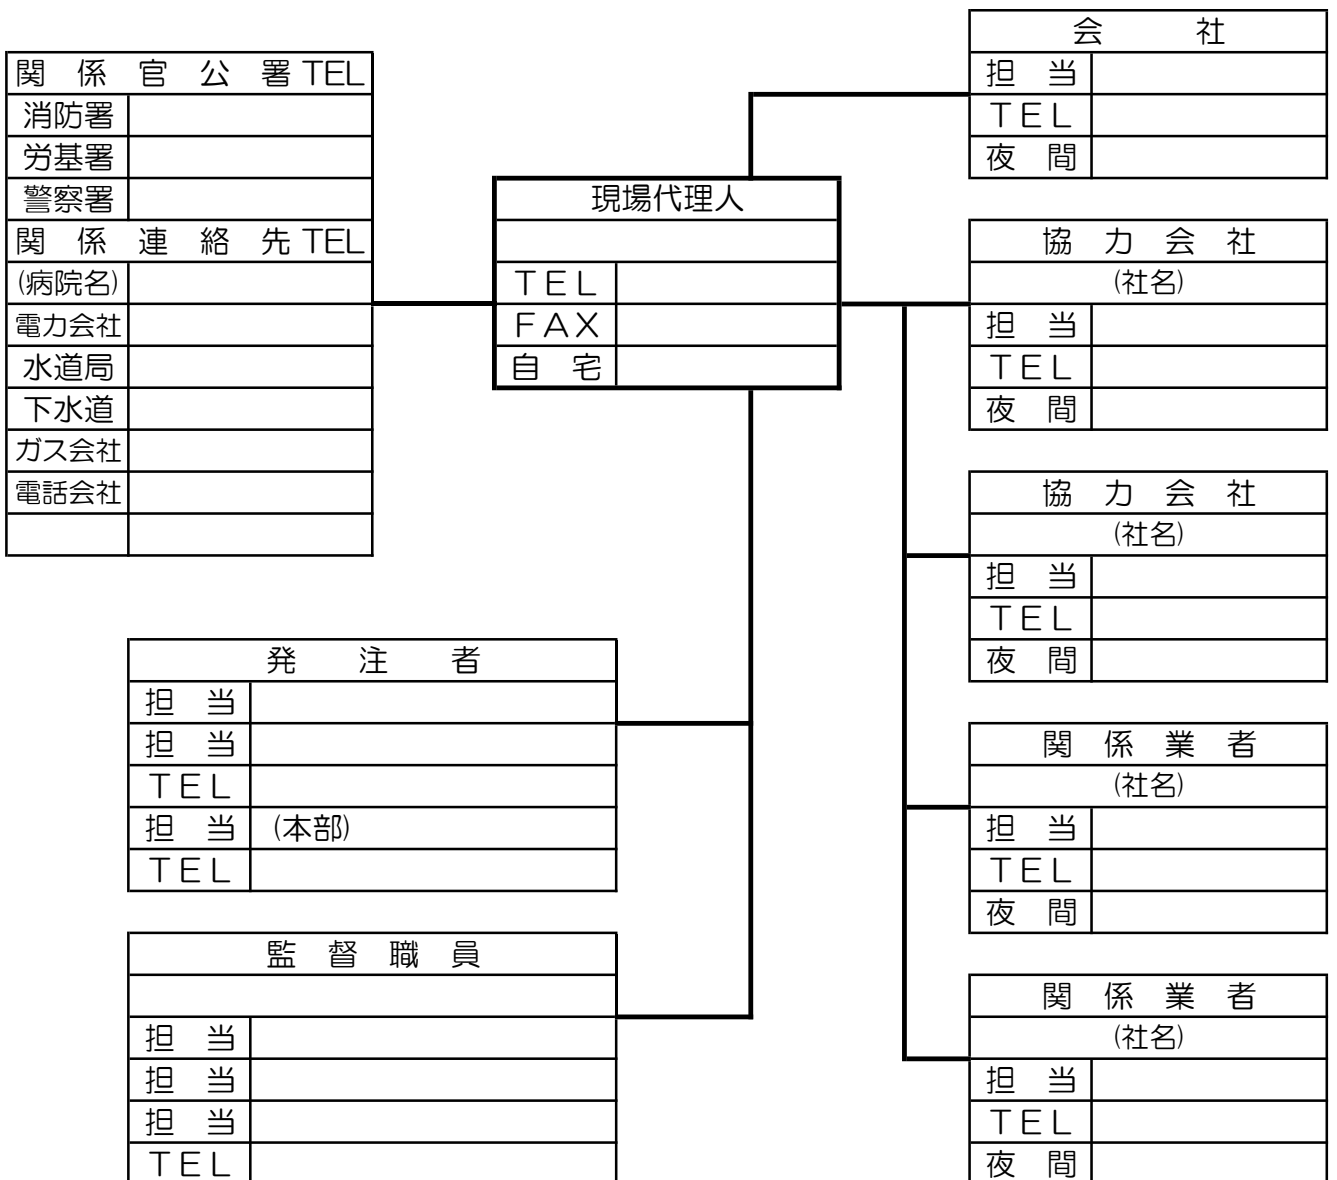 関係官公署TEL
消防署
労基署
警察署
関係連絡先TEL
(病院名)
電力会社
水道局
下水道
ガス会社
電話会社
現場代理人
ＴＥＬ
ＦＡＸ
自宅
発注者
担当
担当
ＴＥＬ
担当 (本部)
ＴＥＬ
監督職員
担当
担当
担当
ＴＥＬ
会社
担当
ＴＥＬ
夜間
協力会社
(社名)
担当
ＴＥＬ
夜間
協力会社
(社名)
担当
ＴＥＬ
夜間
関係業者
(社名)
担当
ＴＥＬ
夜間
関係業者
(社名)
担当
ＴＥＬ
夜間